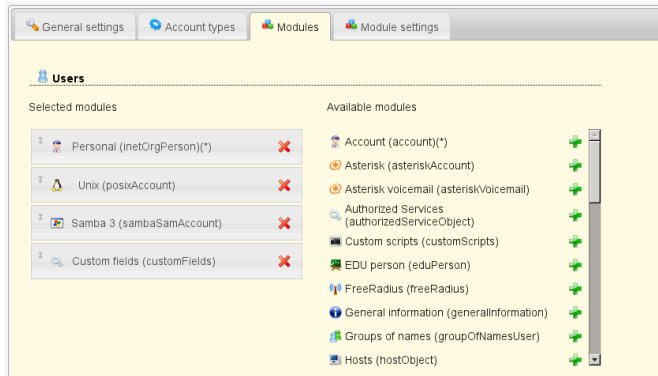 General settings
Account types
Modules
Module settings
Users
Selected modules
Personal (inetOrgPerson)(*)
Unix (posixAccount)
Samba 3 (sambaSamAccount)
Custom fields (customFields)
Available modules
Account (account)(*)
Asterisk (asteriskAccount)
Asterisk voicemail (asteriskVoicemail)
Authorized Services
(authorizedServiceObject)
Custom scripts (customScripts)
EDU person (eduPerson)
FreeRadius (freeRadius)
General information (generalInformation)
Groups of names (groupOfNamesUser)
Hosts (hostObject)